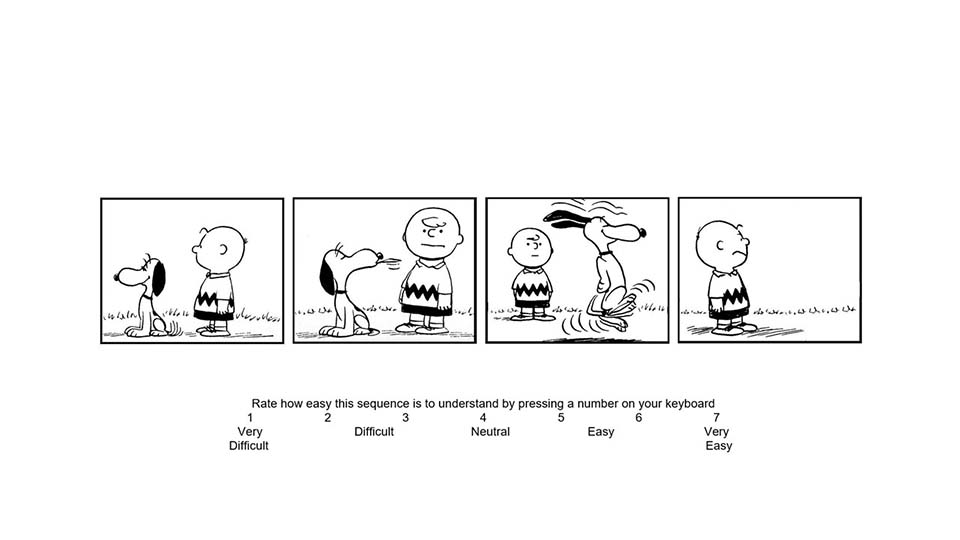 Rate how easy this sequence is to understand by pressing a number on your keyboard
1 2 3 4 5 6 7
Very Difficult Neutral Easy Very
Difficult Easy